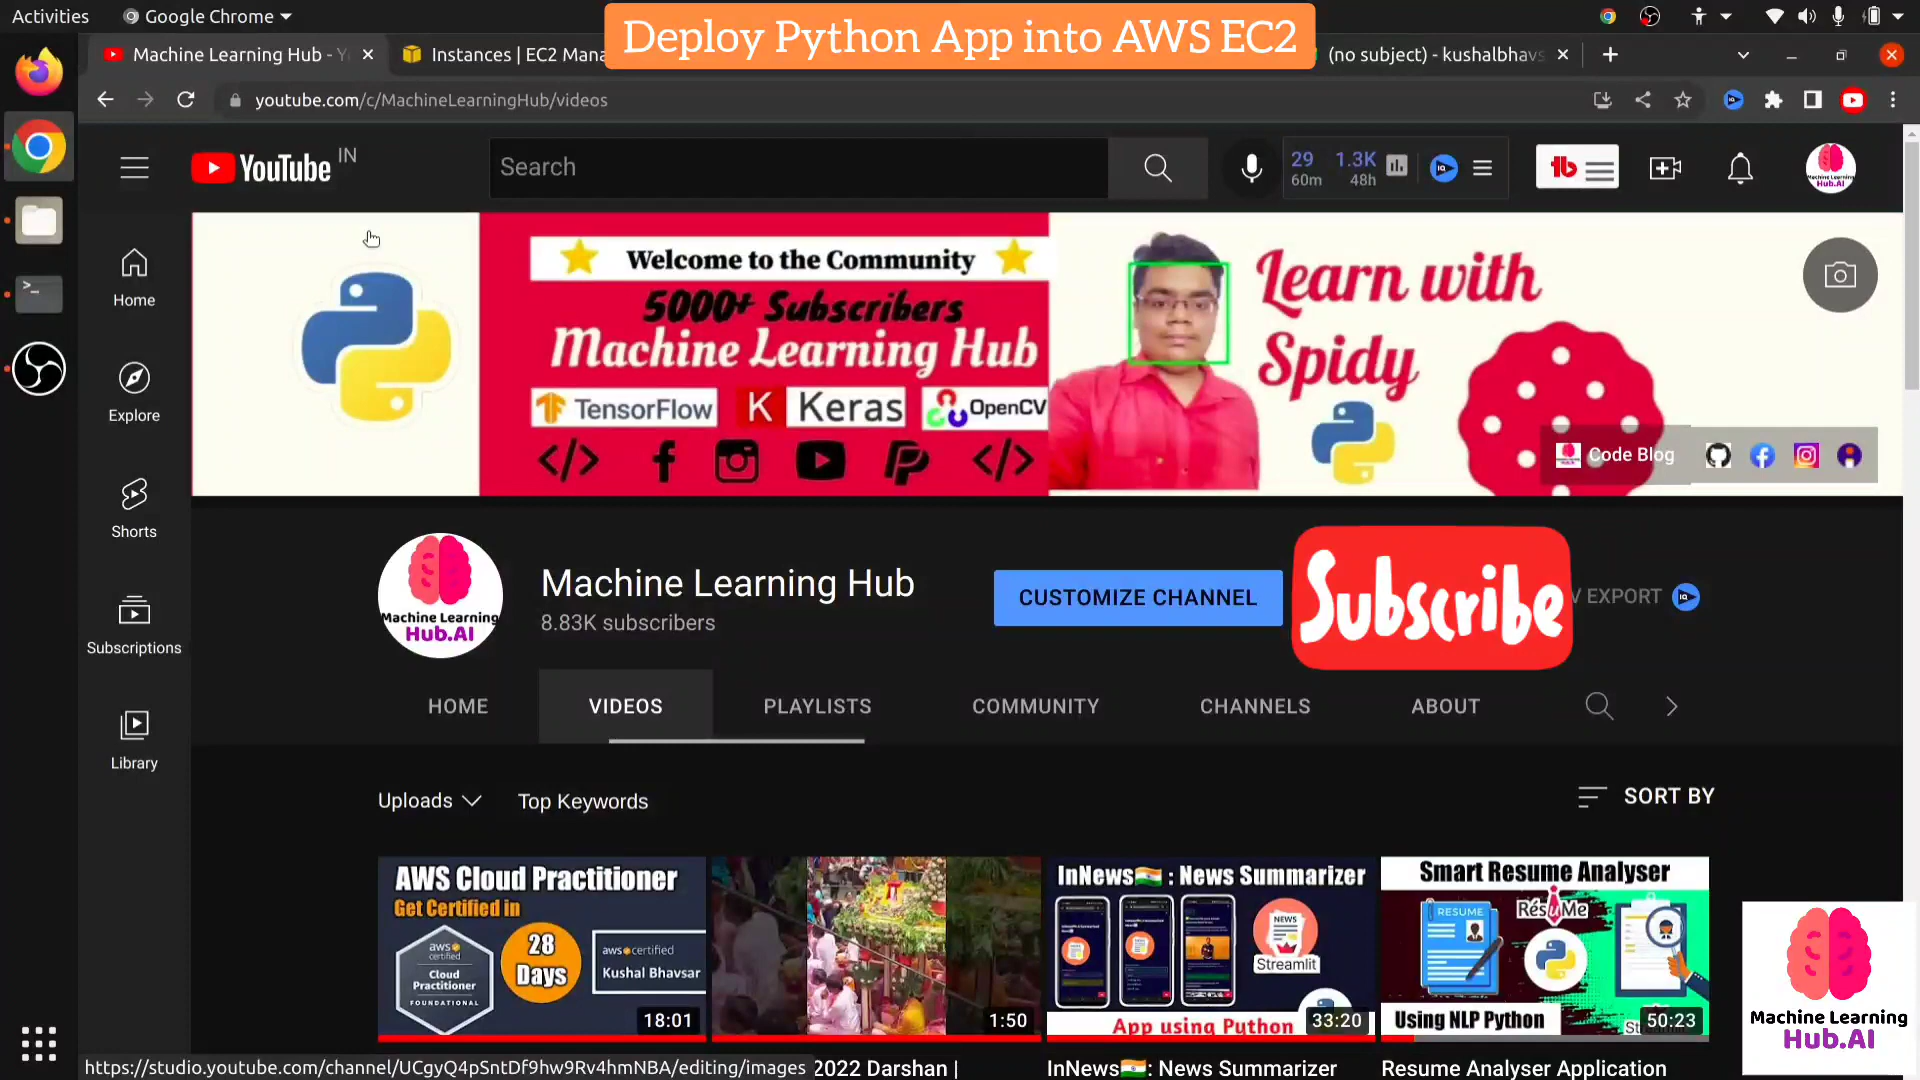 Activities
Google Chrome
Deploy Python App into AWS EC2
Machine Learning Hub - Y
Instances | EC2 Mana
(no subject) - kushalbhavs
youtube.com/c/MachineLearningHub/videos
YouTube IN
Search
29 1.3K
60m 48h
Machine Learning
Hub.AI
Home
Explore
Shorts
Subscriptions
Library
Welcome to the Community
5000+ Subscribers
Machine Learning Hub
TensorFlow
K Keras
OpenCV
Learn with
Spidy
Code Blog
Machine Learning
Hub.AI
Machine Learning Hub
8.83K subscribers
CUSTOMIZE CHANNEL
Subscribe
V EXPORT
HOME
VIDEOS
PLAYLISTS
COMMUNITY
CHANNELS
ABOUT
Uploads
Top Keywords
SORT BY
AWS Cloud Practitioner
Get Certified in
aws
certified
Cloud
Practitioner
FOUNDATIONAL
28
Days
aws certified
Kushal Bhavsar
18:01
1:50
InNews🇮🇳 : News Summarizer
NEWS
Streamlit
App using Python
33:20
Smart Resume Analyser
RésuMe
RESUME
Using NLP Python
50:23
2022 Darshan |
InNews🇮🇳: News Summarizer
Resume Analyser Application
https://studio.youtube.com/channel/UCgyQ4pSntDf9hw9Rv4hmNBA/editing/images
Machine Learning
Hub.AI